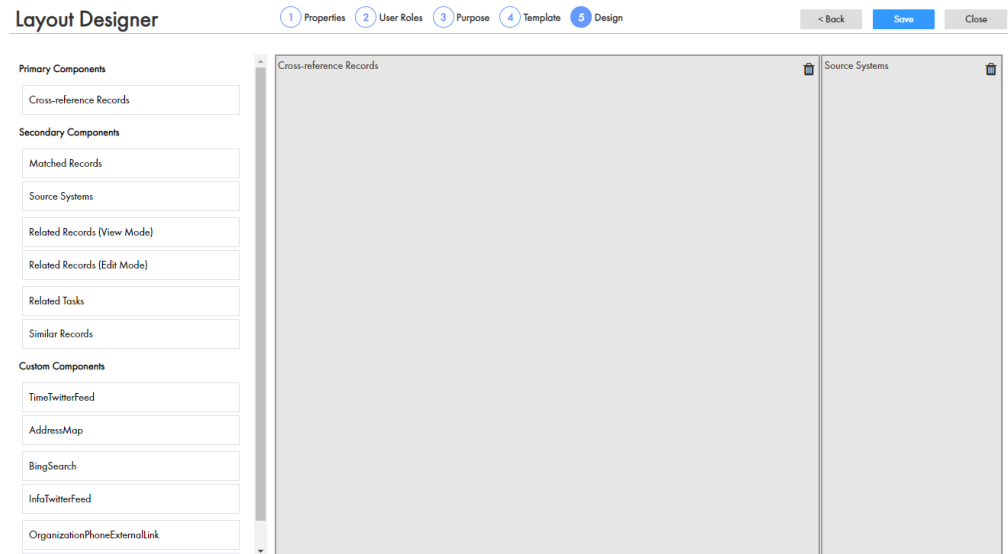 Layout Designer
1 Properties 2 User Roles 3 Purpose 4 Template 5 Design
< Back Save Close
Primary Components
Cross-reference Records
Secondary Components
Matched Records
Source Systems
Related Records (View Mode)
Related Records (Edit Mode)
Related Tasks
Similar Records
Custom Components
TimeTwitterFeed
AddressMap
BingSearch
InfaTwitterFeed
OrganizationPhoneExternalLink
Cross-reference Records
Source Systems